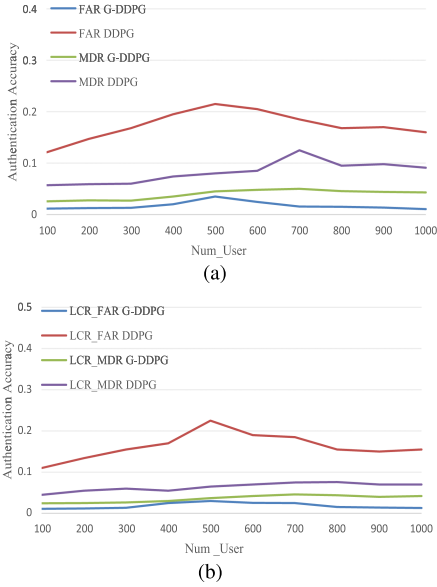 0.4
FAR G-DDPG
FAR DDPG
0.3
MDR G-DDPG
MDR DDPG
0.2
0.1
0
Authentication Accuracy
100 200 300 400 500 600 700 800 900 1000
Num_User
(a)
0.5
LCR_FAR G-DDPG
LCR_FAR DDPG
0.4
LCR_MDR G-DDPG
LCR_MDR DDPG
0.3
0.2
0.1
0
Authentication Accuracy
100 200 300 400 500 600 700 800 900 1000
Num_User
(b)